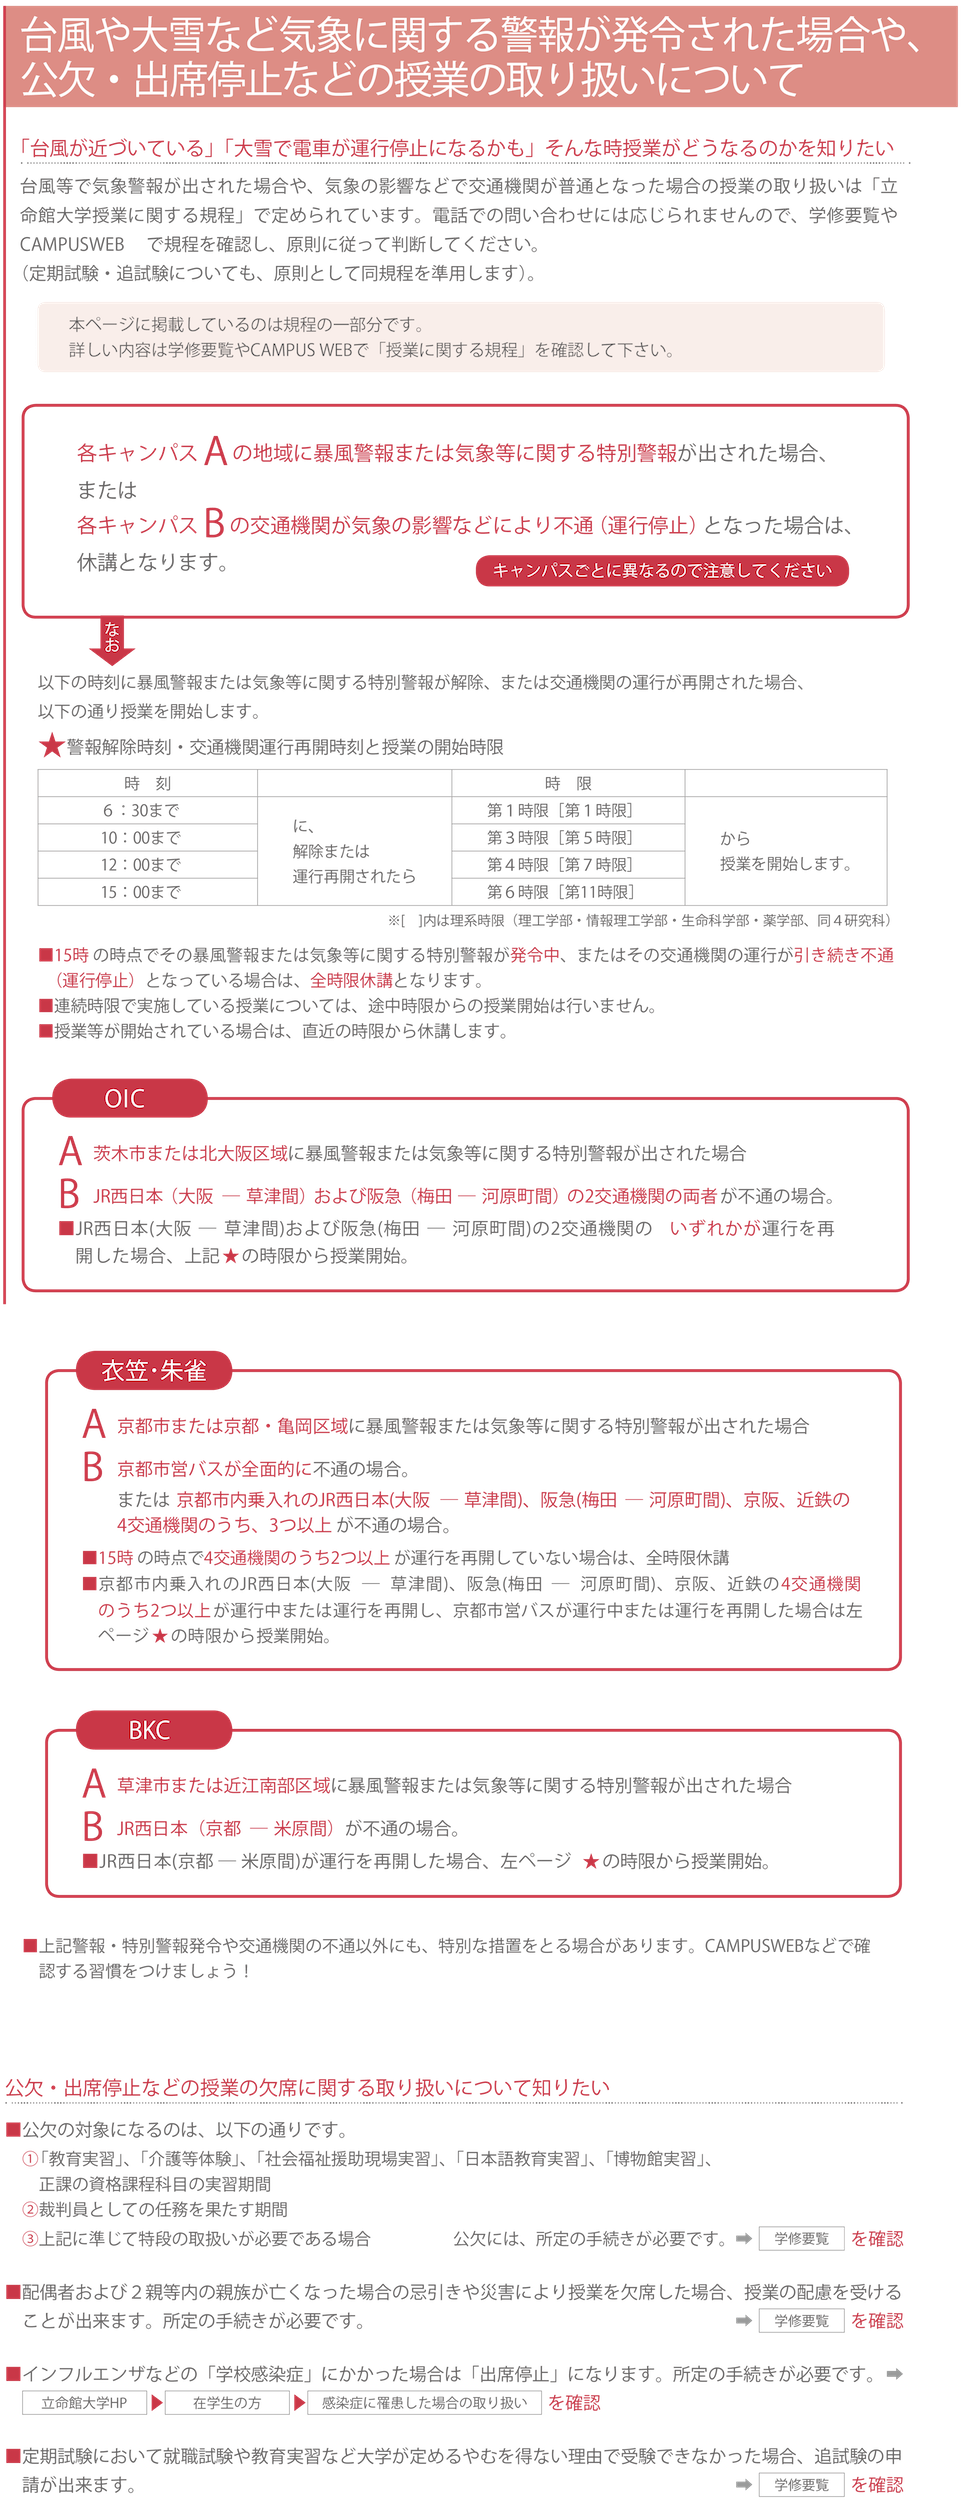 台風や大雪など気象に関する警報が発令された場合や、
公欠・出席停止などの授業の取り扱いについて
「台風が近づいている」「大雪で電車が運行停止になるかも」そんな時授業がどうなるのかを知りたい
台風等で気象警報が出された場合や、気象の影響などで交通機関が普通となった場合の授業の取り扱いは「立
命館大学授業に関する規程」で定められています。電話での問い合わせには応じられませんので、学修要覧や
CAMPUSWEB で規程を確認し、原則に従って判断してください。
（定期試験・追試験についても、原則として同規程を準用します）。
本ページに掲載しているのは規程の一部分です。
詳しい内容は学修要覧やCAMPUS WEBで「授業に関する規程」を確認して下さい。
各キャンパス A の地域に暴風警報または気象等に関する特別警報が出された場合、
または
各キャンパス B の交通機関が気象の影響などにより不通（運行停止）となった場合は、
休講となります。
キャンパスごとに異なるので注意してください
なお
以下の時刻に暴風警報または気象等に関する特別警報が解除、または交通機関の運行が再開された場合、
以下の通り授業を開始します。
★警報解除時刻・交通機関運行再開時刻と授業の開始時限
時　刻 時　限
6：30まで 第１時限［第１時限］
10：00まで 第３時限［第５時限］
12：00まで 第４時限［第７時限］
15：00まで 第６時限［第11時限］
に、
解除または
運行再開されたら
から
授業を開始します。
※[　]内は理系時限（理工学部・情報理工学部・生命科学部・薬学部、同４研究科）
■15時の時点でその暴風警報または気象等に関する特別警報が発令中、またはその交通機関の運行が引き続き不通
（運行停止）となっている場合は、全時限休講となります。
■連続時限で実施している授業については、途中時限からの授業開始は行いません。
■授業等が開始されている場合は、直近の時限から休講します。
OIC
A 茨木市または北大阪区域に暴風警報または気象等に関する特別警報が出された場合
B JR西日本（大阪 ― 草津間）および阪急（梅田 ― 河原町間）の2交通機関の両者が不通の場合。
■JR西日本(大阪 ― 草津間)および阪急(梅田 ― 河原町間)の2交通機関の いずれかが運行を再
開した場合、上記★の時限から授業開始。
衣笠・朱雀
A 京都市または京都・亀岡区域に暴風警報または気象等に関する特別警報が出された場合
B 京都市営バスが全面的に不通の場合。
または 京都市内乗入れのJR西日本(大阪 ― 草津間)、阪急(梅田 ― 河原町間)、京阪、近鉄の
4交通機関のうち、3つ以上 が不通の場合。
■15時の時点で4交通機関のうち2つ以上が運行を再開していない場合は、全時限休講
■京都市内乗入れのJR西日本(大阪 ― 草津間)、阪急(梅田 ― 河原町間)、京阪、近鉄の4交通機関
のうち2つ以上が運行中または運行を再開し、京都市営バスが運行中または運行を再開した場合は左
ページ★の時限から授業開始。
BKC
A 草津市または近江南部区域に暴風警報または気象等に関する特別警報が出された場合
B JR西日本（京都 ― 米原間）が不通の場合。
■JR西日本(京都 ― 米原間)が運行を再開した場合、左ページ ★の時限から授業開始。
■上記警報・特別警報発令や交通機関の不通以外にも、特別な措置をとる場合があります。CAMPUSWEBなどで確
認する習慣をつけましょう！
公欠・出席停止などの授業の欠席に関する取り扱いについて知りたい
■公欠の対象になるのは、以下の通りです。
①「教育実習」、「介護等体験」、「社会福祉援助現場実習」、「日本語教育実習」、「博物館実習」、
正課の資格課程科目の実習期間
②裁判員としての任務を果たす期間
③上記に準じて特段の取扱いが必要である場合 公欠には、所定の手続きが必要です。➡ 学修要覧 を確認
■配偶者および２親等内の親族が亡くなった場合の忌引きや災害により授業を欠席した場合、授業の配慮を受ける
ことが出来ます。所定の手続きが必要です。 ➡ 学修要覧 を確認
■インフルエンザなどの「学校感染症」にかかった場合は「出席停止」になります。所定の手続きが必要です。➡
立命館大学HP ▶ 在学生の方 ▶ 感染症に罹患した場合の取り扱い を確認
■定期試験において就職試験や教育実習など大学が定めるやむを得ない理由で受験できなかった場合、追試験の申
請が出来ます。 ➡ 学修要覧 を確認